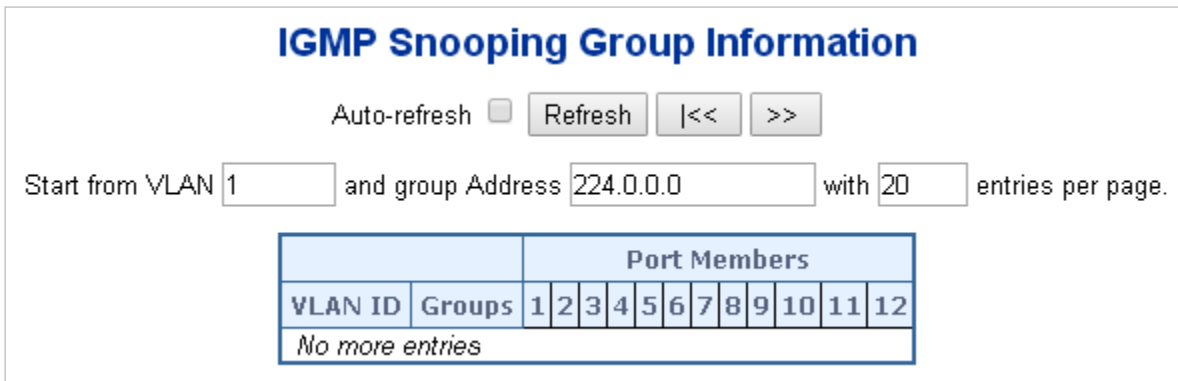 IGMP Snooping Group Information
Auto-refresh Refresh |<< >>
Start from VLAN 1 and group Address 224.0.0.0 with 20 entries per page.
Port Members
VLAN ID Groups 1 2 3 4 5 6 7 8 9 10 11 12
No more entries